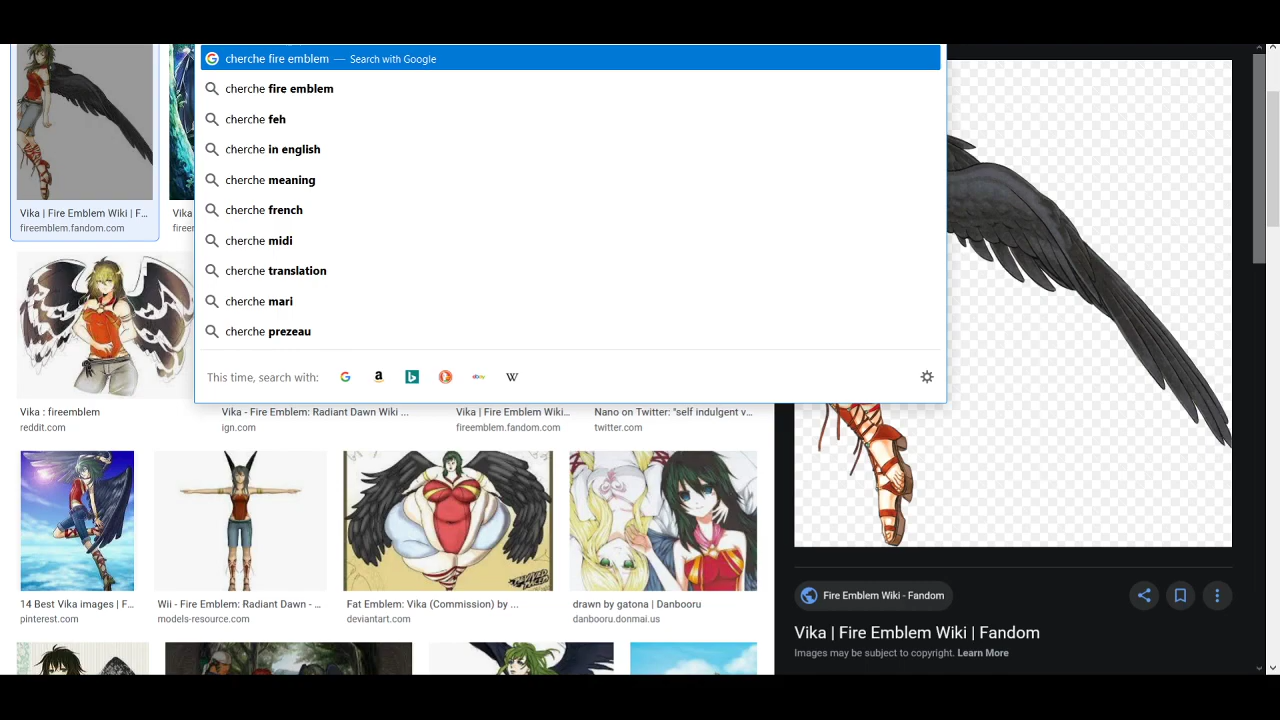 cherche fire emblem — Search with Google
cherche fire emblem
cherche feh
cherche in english
cherche meaning
cherche french
cherche midi
cherche translation
cherche mari
cherche prezeau
This time, search with:
a
b
ebay
W
Vika | Fire Emblem Wiki | F...
fireemblem.fandom.com
Vika
fireer
Vika : fireemblem
reddit.com
Vika - Fire Emblem: Radiant Dawn Wiki ...
ign.com
Vika | Fire Emblem Wiki...
fireemblem.fandom.com
Nano on Twitter: "self indulgent v...
twitter.com
14 Best Vika images | F...
pinterest.com
Wii - Fire Emblem: Radiant Dawn - ...
models-resource.com
Fat Emblem: Vika (Commission) by ...
deviantart.com
drawn by gatona | Danbooru
danbooru.donmai.us
Fire Emblem Wiki - Fandom
Vika | Fire Emblem Wiki | Fandom
Images may be subject to copyright. Learn More